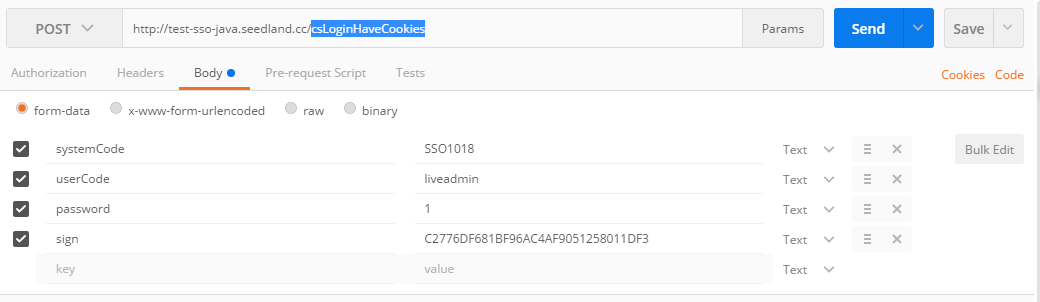 POST http://test-sso-java.seedland.cc/csLoginHaveCookies Params Send Save
Authorization Headers Body Pre-request Script Tests Cookies Code
form-data x-www-form-urlencoded raw binary
systemCode SSO1018 Text Bulk Edit
userCode liveadmin Text
password 1 Text
sign C2776DF681BF96AC4AF9051258011DF3 Text
key value Text